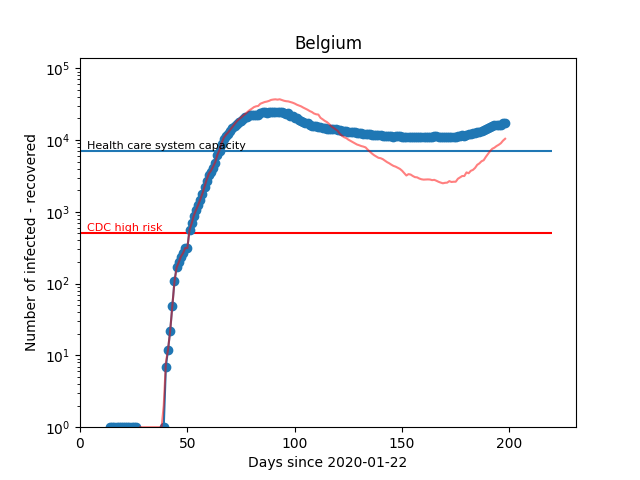 Belgium
Number of infected - recovered
10^5
10^4
10^3
10^2
10^1
10^0
Health care system capacity
CDC high risk
0 50 100 150 200
Days since 2020-01-22